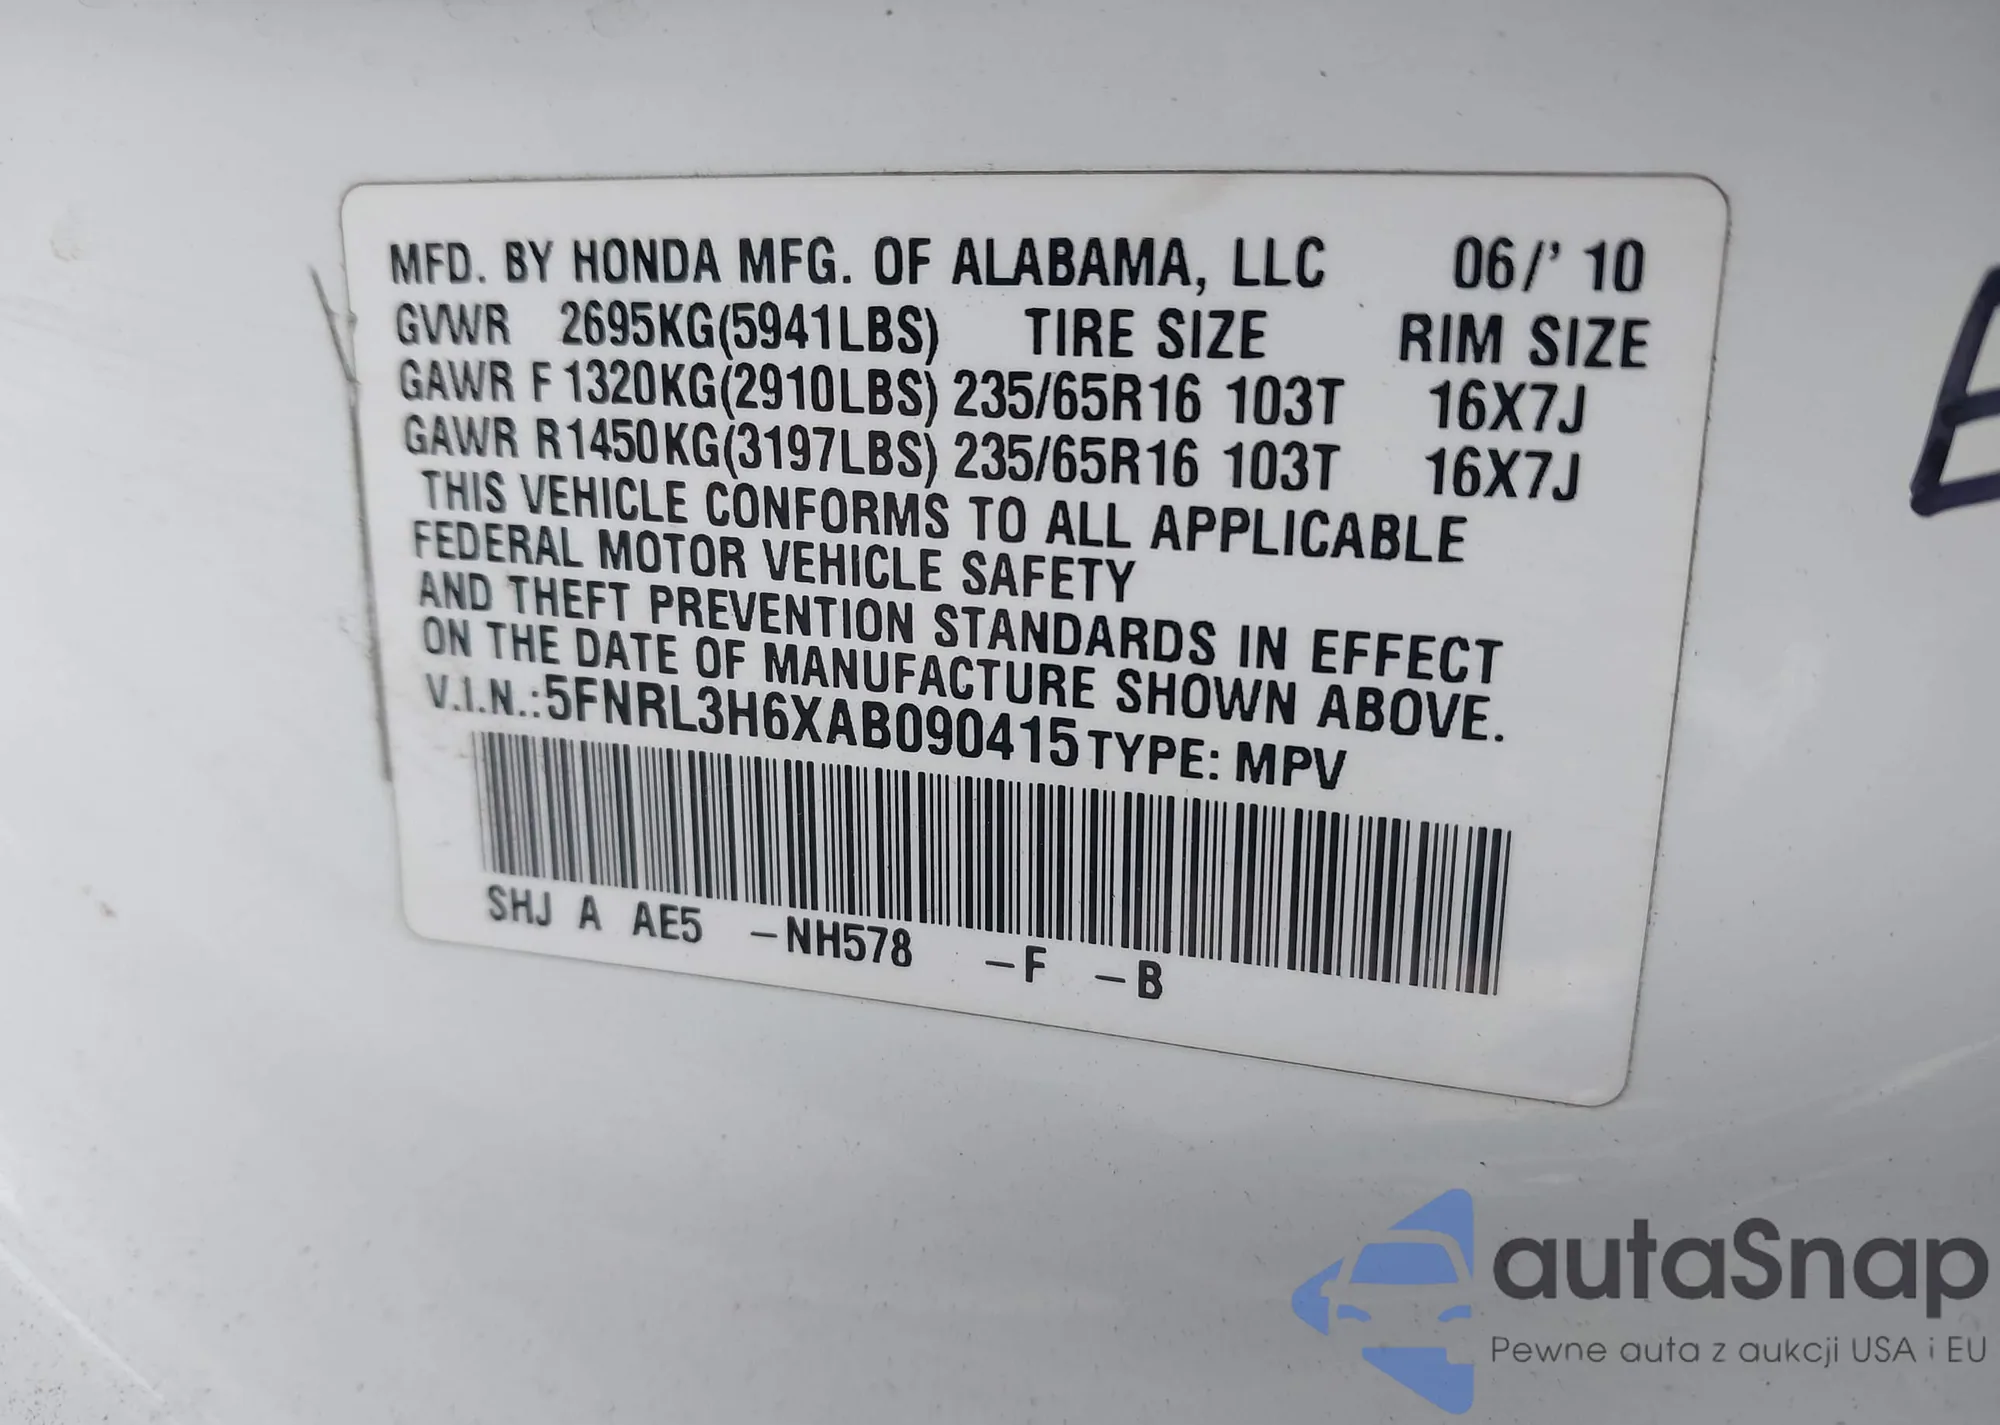 MFD. BY HONDA MFG. OF ALABAMA, LLC 06/' 10
GVWR 2695KG(5941LBS) TIRE SIZE RIM SIZE
GAWR F 1320KG(2910LBS) 235/65R16 103T 16X7J
GAWR R1450KG(3197LBS) 235/65R16 103T 16X7J
THIS VEHICLE CONFORMS TO ALL APPLICABLE
FEDERAL MOTOR VEHICLE SAFETY
AND THEFT PREVENTION STANDARDS IN EFFECT
ON THE DATE OF MANUFACTURE SHOWN ABOVE.
V.I.N.:5FNRL3H6XAB090415 TYPE: MPV
SHJ A AE5 -NH578 -F -B
autaSnap
Pewne auta z aukcji USA i EU